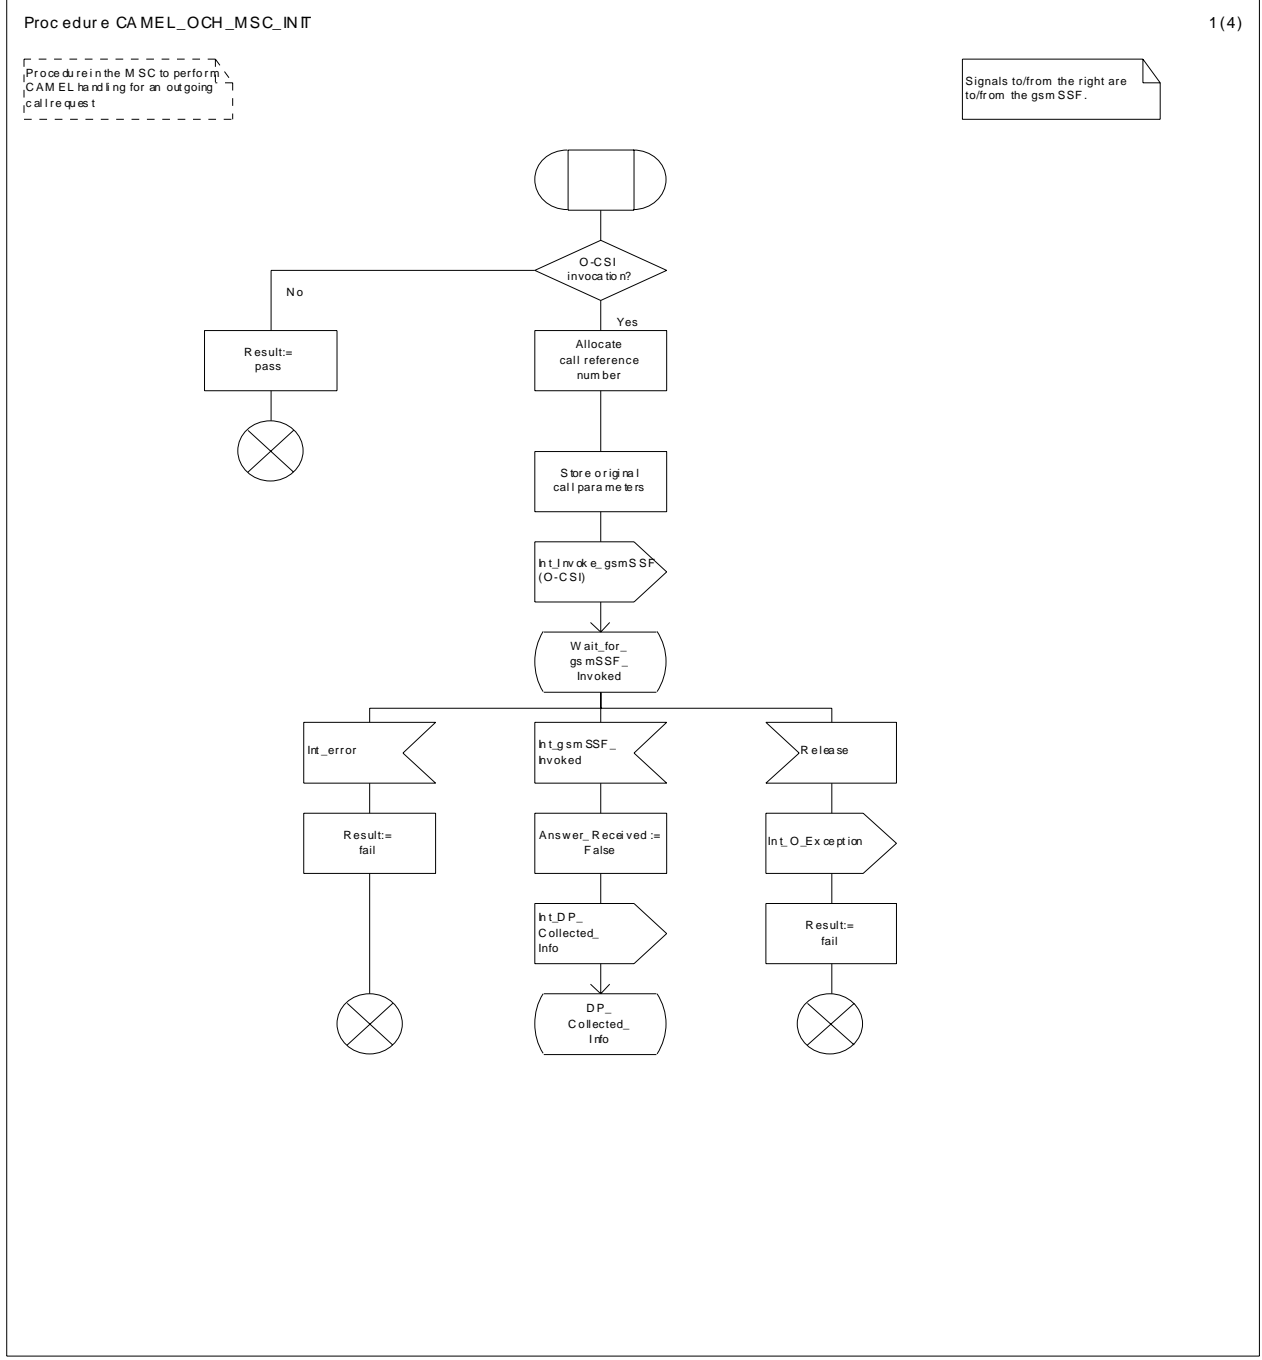 Procedure CAMEL_OCH_MSC_INIT
1(4)
Procedure in the MSC to perform
CAMEL handling for an outgoing
call request
Signals to/from the right are
to/from the gsmSSF.
O-CSI
invocation?
No
Yes
Result:=
pass
Allocate
call reference
number
Store original
call parameters
Int_Invoke_gsmSSF
(O-CSI)
Wait_for_
gsmSSF_
Invoked
Int_error
Int_gsmSSF_
Invoked
Release
Result:=
fail
Answer_Received:=
False
Int_O_Exception
Int_DP_
Collected_
Info
Result:=
fail
DP_
Collected_
Info